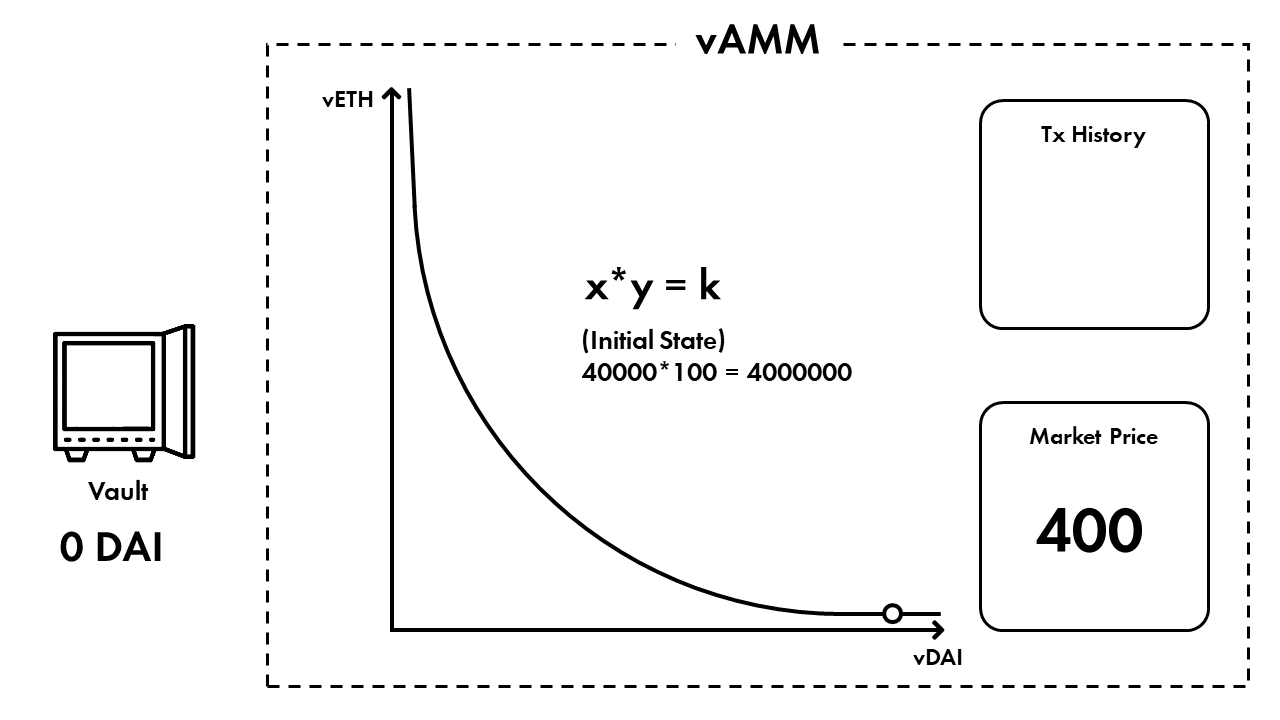 vAMM
vETH
Tx History
x*y = k
(Initial State)
40000*100 = 4000000
Market Price
400
Vault
0 DAI
vDAI